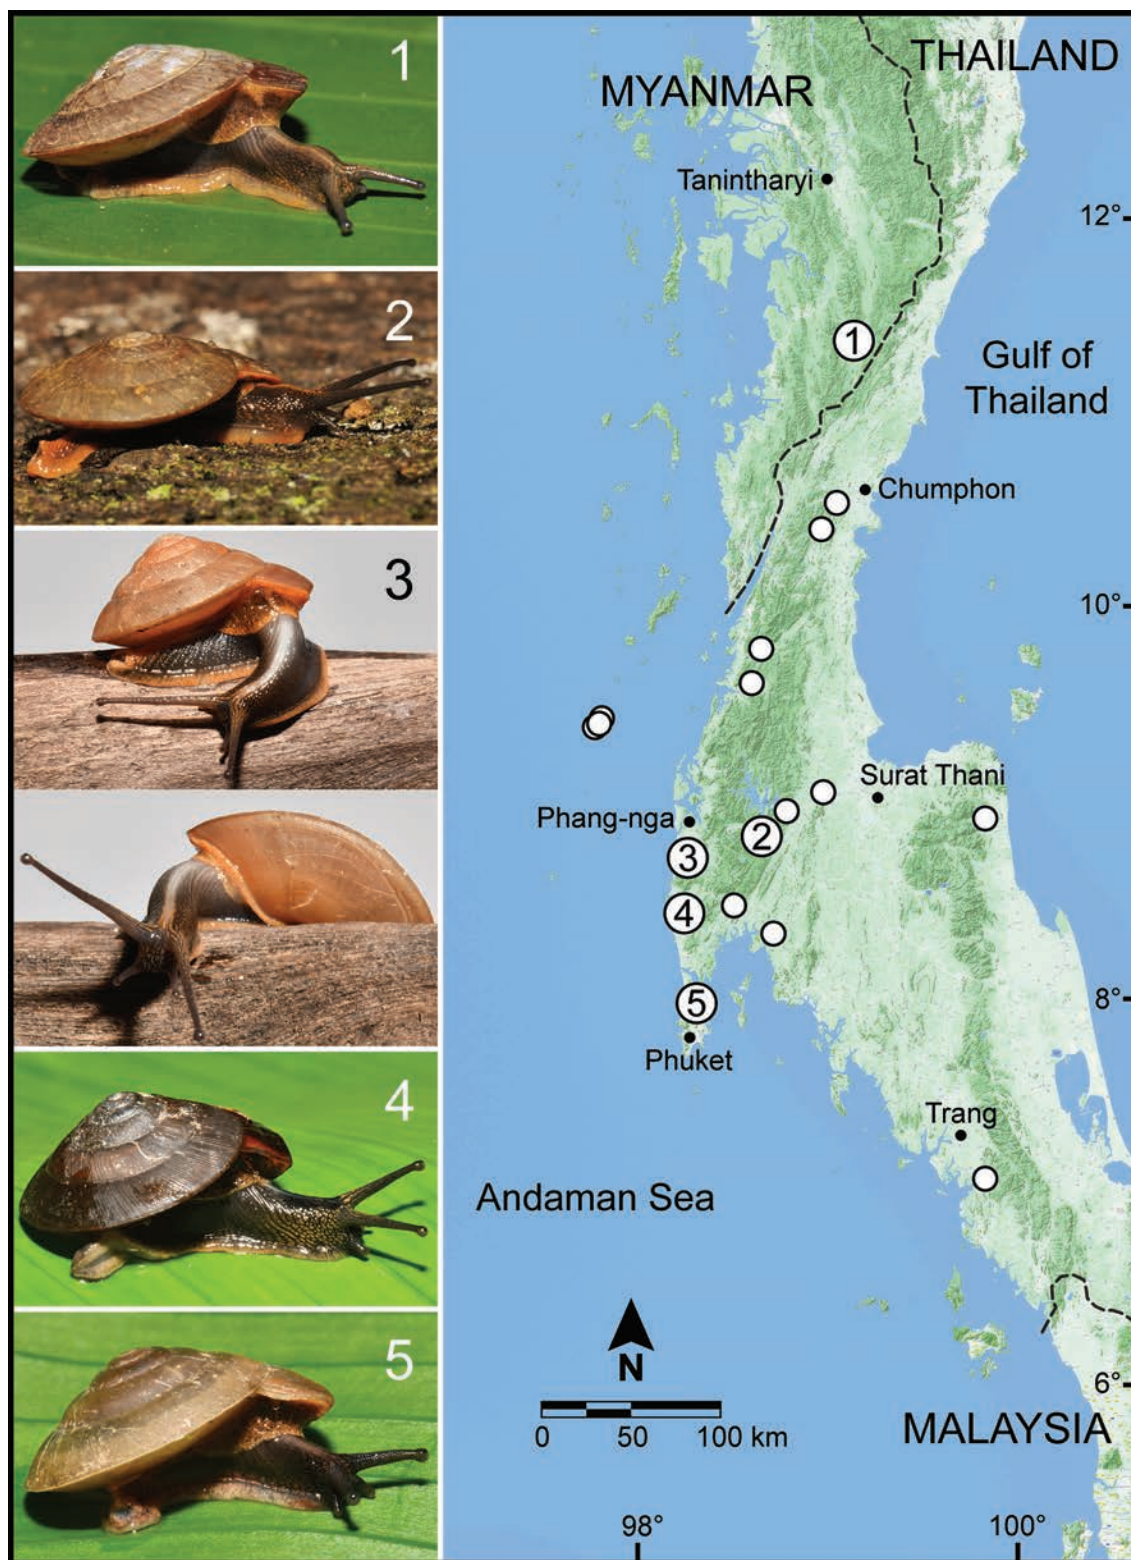 1
2
3
4
5
THAILAND
MYANMAR
Tanintharyi
12°
1
Gulf of
Thailand
Chumphon
10°
Surat Thani
Phang-nga
2
3
4
8°
5
Phuket
Trang
Andaman Sea
N
0 50 100 km
6°
MALAYSIA
98° 100°